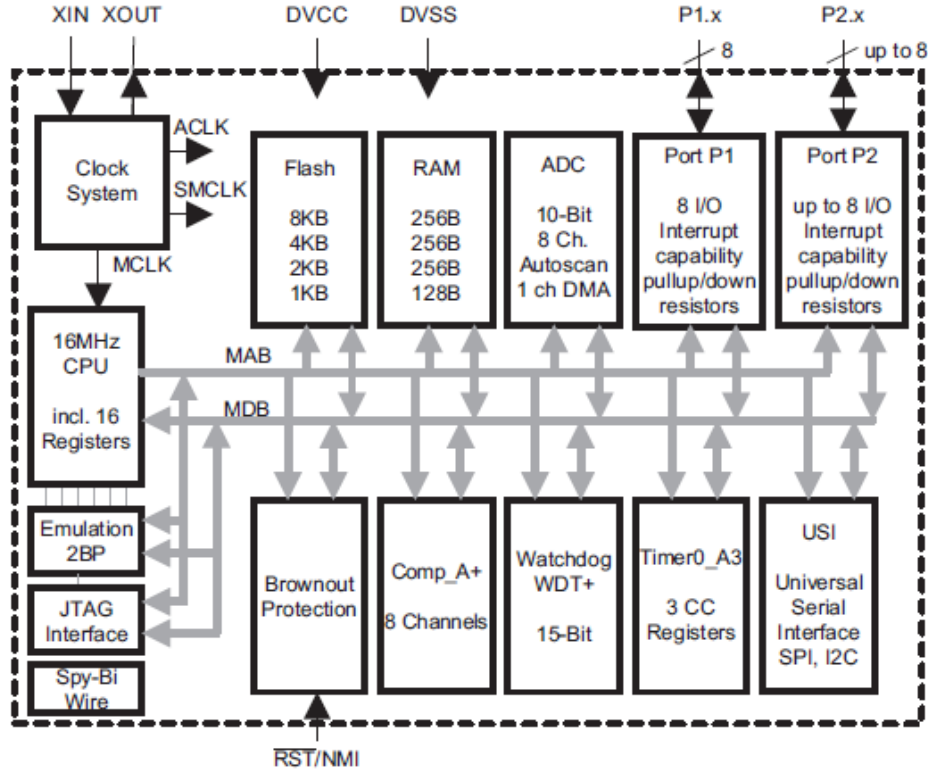 XIN XOUT DVCC DVSS P1.x P2.x
8 up to 8
Clock
System
ACLK
SMCLK
MCLK
Flash
8KB
4KB
2KB
1KB
RAM
256B
256B
256B
128B
ADC
10-Bit
8 Ch.
Autoscan
1 ch DMA
Port P1
8 I/O
Interrupt
capability
pullup/down
resistors
Port P2
up to 8 I/O
Interrupt
capability
pullup/down
resistors
16MHz
CPU
incl. 16
Registers
MAB
MDB
Emulation
2BP
JTAG
Interface
Spy-Bi
Wire
Brownout
Protection
Comp_A+
8 Channels
Watchdog
WDT+
15-Bit
Timer0_A3
3 CC
Registers
USI
Universal
Serial
Interface
SPI, I2C
RST/NMI